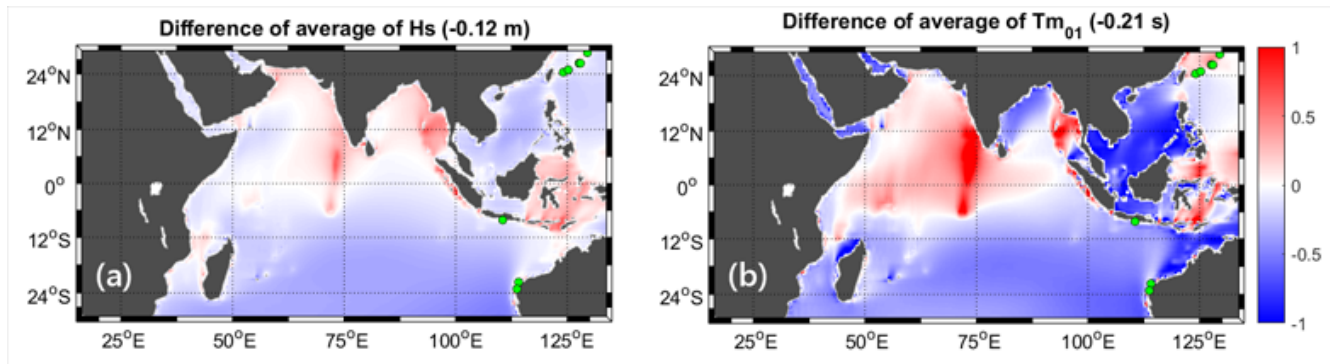 Difference of average of Hs (-0.12 m)
24°N
12°N
0°
12°S
24°S
(a)
25°E 50°E 75°E 100°E 125°E
Difference of average of Tm01 (-0.21 s)
24°N
12°N
0°
12°S
24°S
(b)
25°E 50°E 75°E 100°E 125°E
1
0.5
0
-0.5
-1